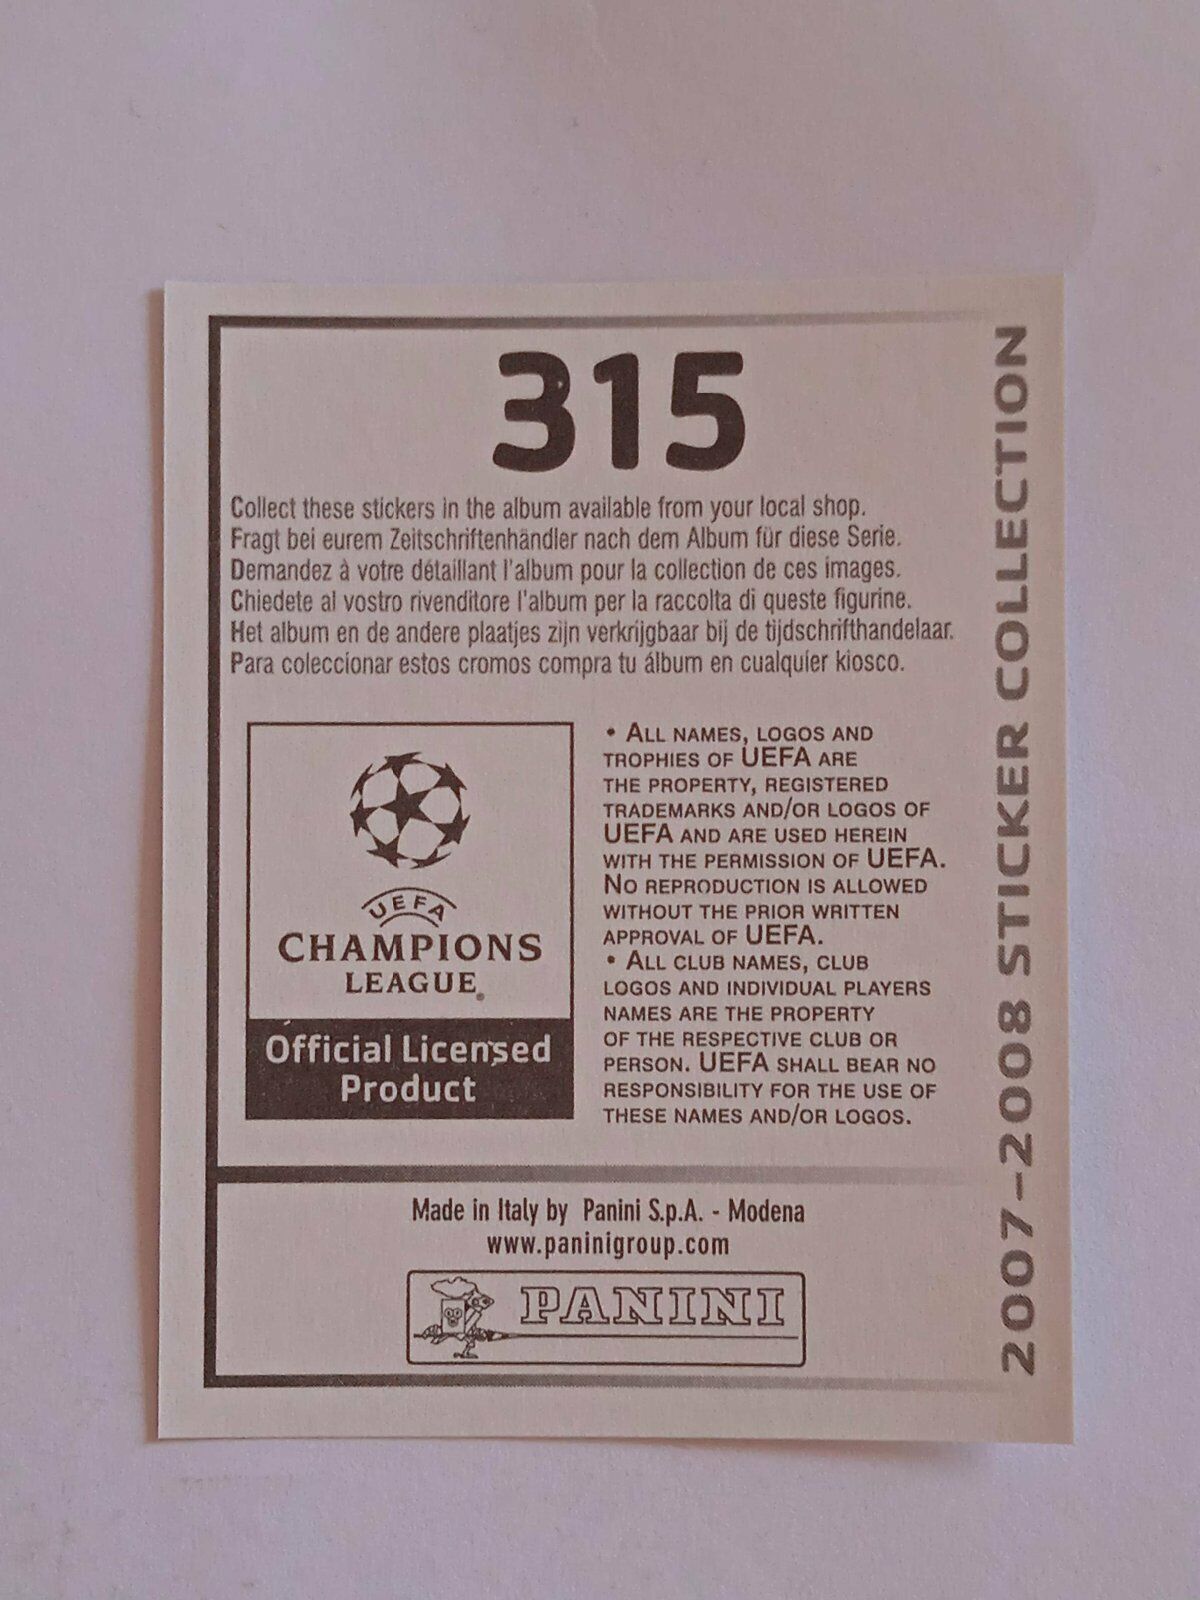 315
Collect these stickers in the album available from your local shop.
Fragt bei eurem Zeitschriftenhändler nach dem Album für diese Serie.
Demandez à votre détaillant l'album pour la collection de ces images.
Chiedete al vostro rivenditore l'album per la raccolta di queste figurine.
Het album en de andere plaatjes zijn verkrijgbaar bij de tijdschrifthandelaar.
Para coleccionar estos cromos compra tu álbum en cualquier kiosco.
UEFA
CHAMPIONS
LEAGUE®
Official Licensed
Product
• ALL NAMES, LOGOS AND
TROPHIES OF UEFA ARE
THE PROPERTY, REGISTERED
TRADEMARKS AND/OR LOGOS OF
UEFA AND ARE USED HEREIN
WITH THE PERMISSION OF UEFA.
NO REPRODUCTION IS ALLOWED
WITHOUT THE PRIOR WRITTEN
APPROVAL OF UEFA.
• ALL CLUB NAMES, CLUB
LOGOS AND INDIVIDUAL PLAYERS
NAMES ARE THE PROPERTY
OF THE RESPECTIVE CLUB OR
PERSON. UEFA SHALL BEAR NO
RESPONSIBILITY FOR THE USE OF
THESE NAMES AND/OR LOGOS.
Made in Italy by Panini S.p.A. - Modena
www.paninigroup.com
PANINI
2007-2008 STICKER COLLECTION